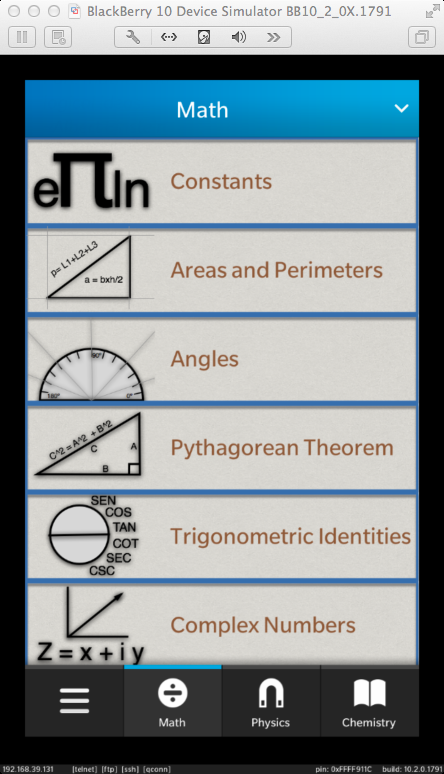 BlackBerry 10 Device Simulator BB10_2_0X.1791
Math
e∏ln
Constants
p= L1+L2+L3
a = bxh/2
Areas and Perimeters
90°
180°
0°
Angles
C^2 = A^2 + B^2
C
A
B
Pythagorean Theorem
SEN
COS
TAN
COT
SEC
CSC
Trigonometric Identities
Z = x + i y
Complex Numbers
Math
Physics
Chemistry
192.168.39.131 [telnet] [ftp] [ssh] [qconn] pin: 0xFFFF911C build: 10.2.0.1791